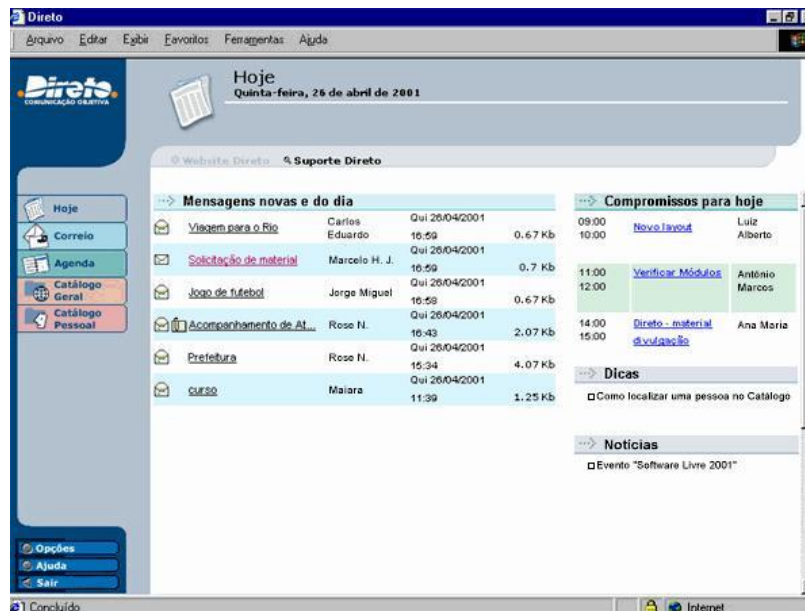 Direto
Arquivo Editar Exibir Favoritos Ferramentas Ajuda
Direto.
COMUNICAÇÃO OBJETIVA
Hoje
Quinta-feira, 26 de abril de 2001
Website Direto Suporte Direto
Hoje
Correio
Agenda
Catálogo
Geral
Catálogo
Pessoal
Mensagens novas e do dia
Viagem para o Rio Carlos Eduardo Qui 26/04/2001 16:59 0.67 Kb
Solicitação de material Marcelo H. J. Qui 26/04/2001 16:59 0.7 Kb
Jogo de futebol Jorge Miguel Qui 26/04/2001 16:58 0.67 Kb
Acompanhamento de At... Rose N. Qui 26/04/2001 16:43 2.07 Kb
Prefeitura Rose N. Qui 26/04/2001 15:34 4.07 Kb
curso Maiara Qui 26/04/2001 11:39 1.25 Kb
Compromissos para hoje
09:00 10:00 Novo layout Luiz Alberto
11:00 12:00 Verificar Módulos Antônio Marcos
14:00 15:00 Direto - material divulgação Ana Maria
Dicas
Como localizar uma pessoa no Catálogo
Notícias
Evento "Software Livre 2001"
Opções
Ajuda
Sair
Concluído Internet